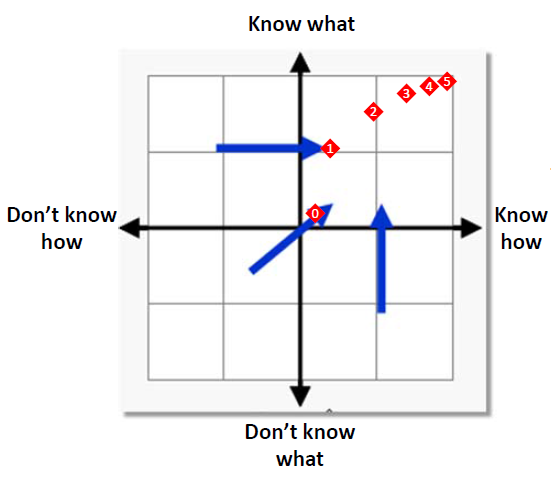 Know what
5
4
3
2
1
Don’t know
how
Know
how
0
Don’t know
what